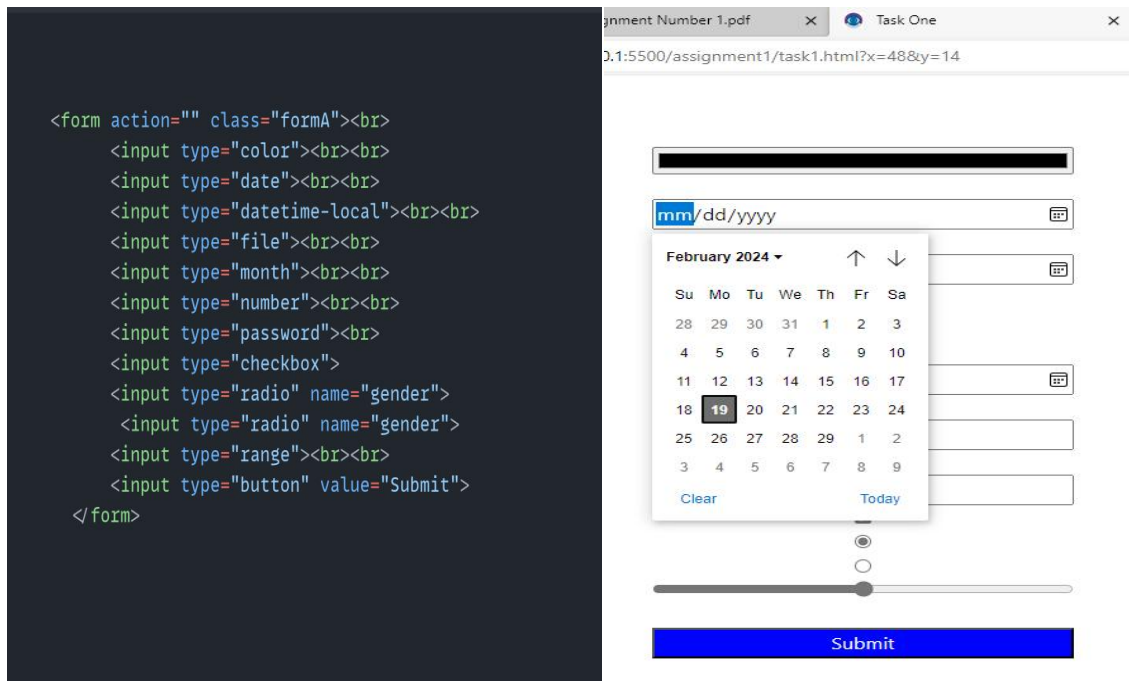 <form action="" class="formA"><br>
<input type="color"><br><br>
<input type="date"><br><br>
<input type="datetime-local"><br><br>
<input type="file"><br><br>
<input type="month"><br><br>
<input type="number"><br><br>
<input type="password"><br>
<input type="checkbox">
<input type="radio" name="gender">
<input type="radio" name="gender">
<input type="range"><br><br>
<input type="button" value="Submit">
</form>
gnment Number 1.pdf Task One
0.1:5500/assignment1/task1.html?x=48&y=14
mm/dd/yyyy
February 2024
Su Mo Tu We Th Fr Sa
28 29 30 31 1 2 3
4 5 6 7 8 9 10
11 12 13 14 15 16 17
18 19 20 21 22 23 24
25 26 27 28 29 1 2
3 4 5 6 7 8 9
Clear Today
Submit